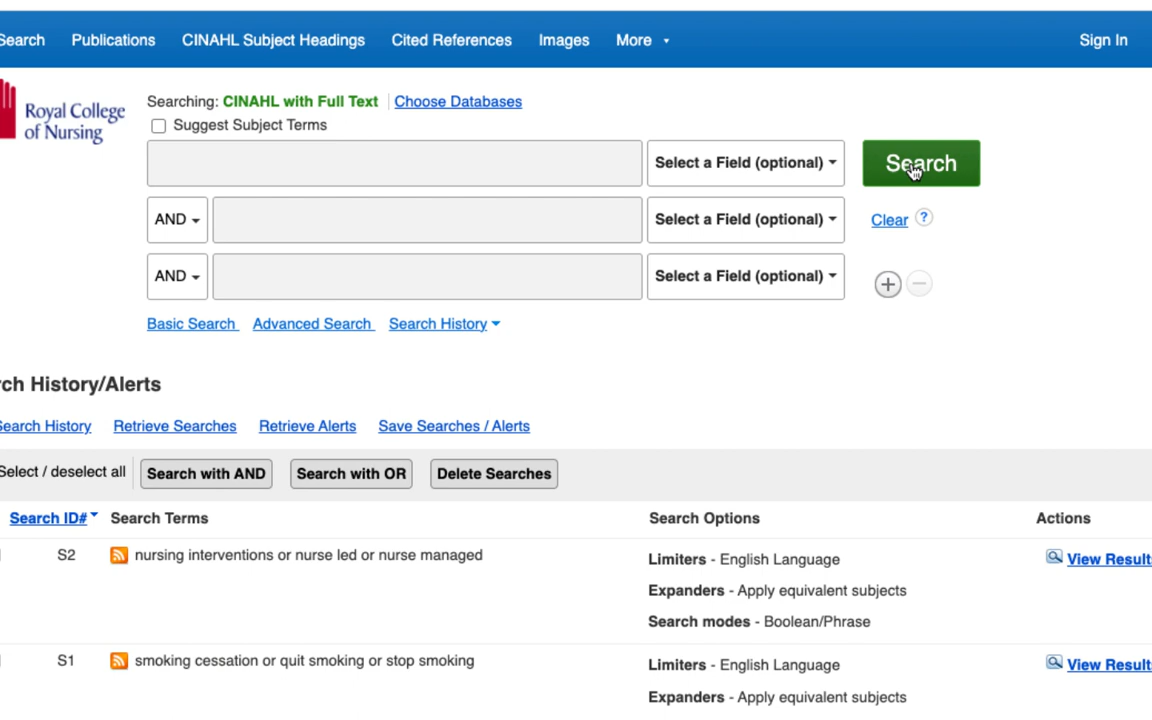 Search Publications CINAHL Subject Headings Cited References Images More Sign In
Royal College
of Nursing
Searching: CINAHL with Full Text Choose Databases
Suggest Subject Terms
Select a Field (optional) Search
AND Select a Field (optional) Clear ?
AND Select a Field (optional)
Basic Search Advanced Search Search History
rch History/Alerts
Search History Retrieve Searches Retrieve Alerts Save Searches / Alerts
Select / deselect all Search with AND Search with OR Delete Searches
Search ID# Search Terms Search Options Actions
S2 nursing interventions or nurse led or nurse managed Limiters - English Language View Results
Expanders - Apply equivalent subjects
Search modes - Boolean/Phrase
S1 smoking cessation or quit smoking or stop smoking Limiters - English Language View Results
Expanders - Apply equivalent subjects